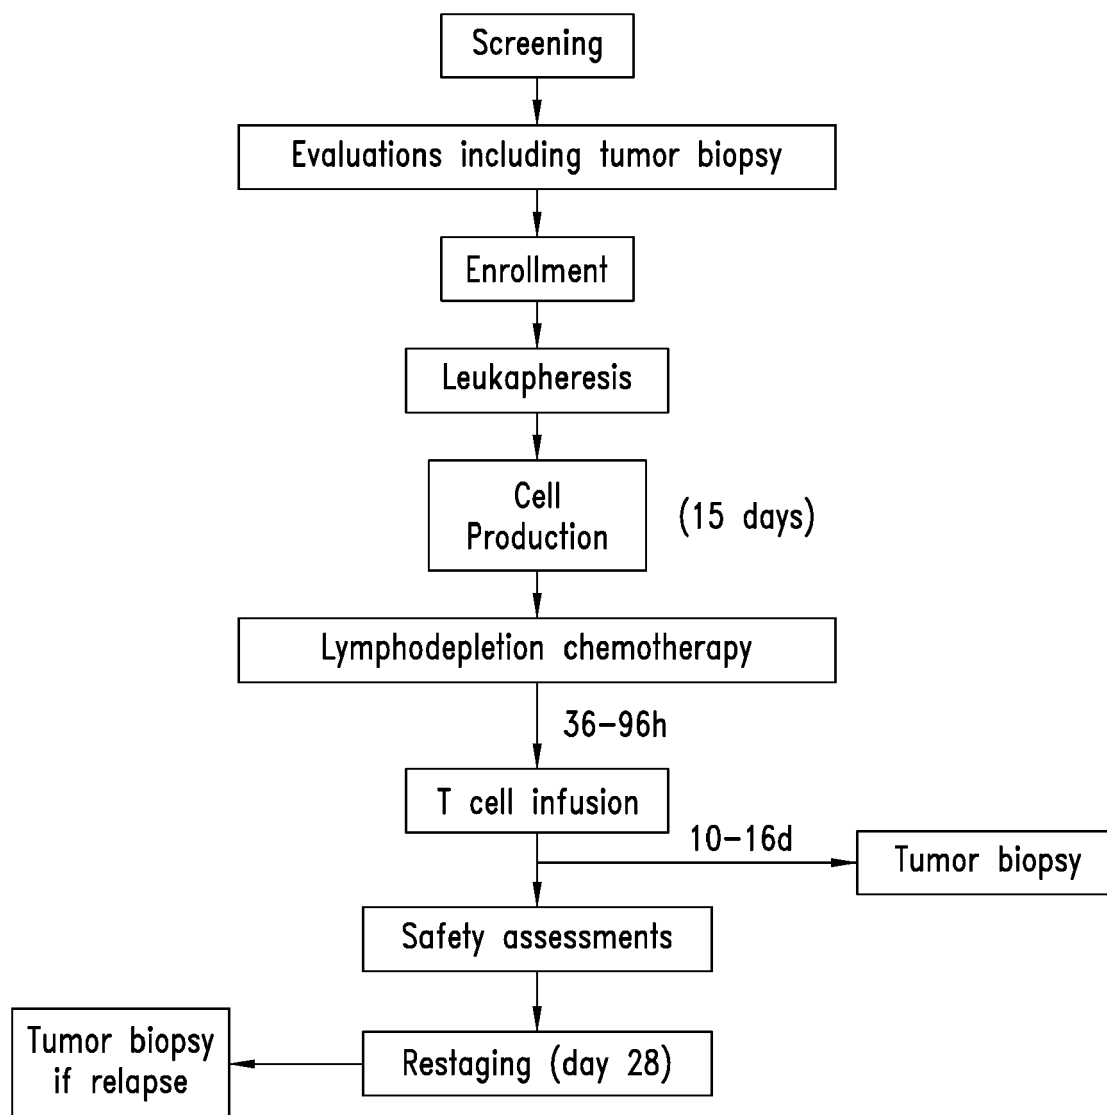 Screening
Evaluations including tumor biopsy
Enrollment
Leukapheresis
Cell
Production
(15 days)
Lymphodepletion chemotherapy
36–96h
T cell infusion
10–16d
Tumor biopsy
Safety assessments
Restaging (day 28)
Tumor biopsy
if relapse